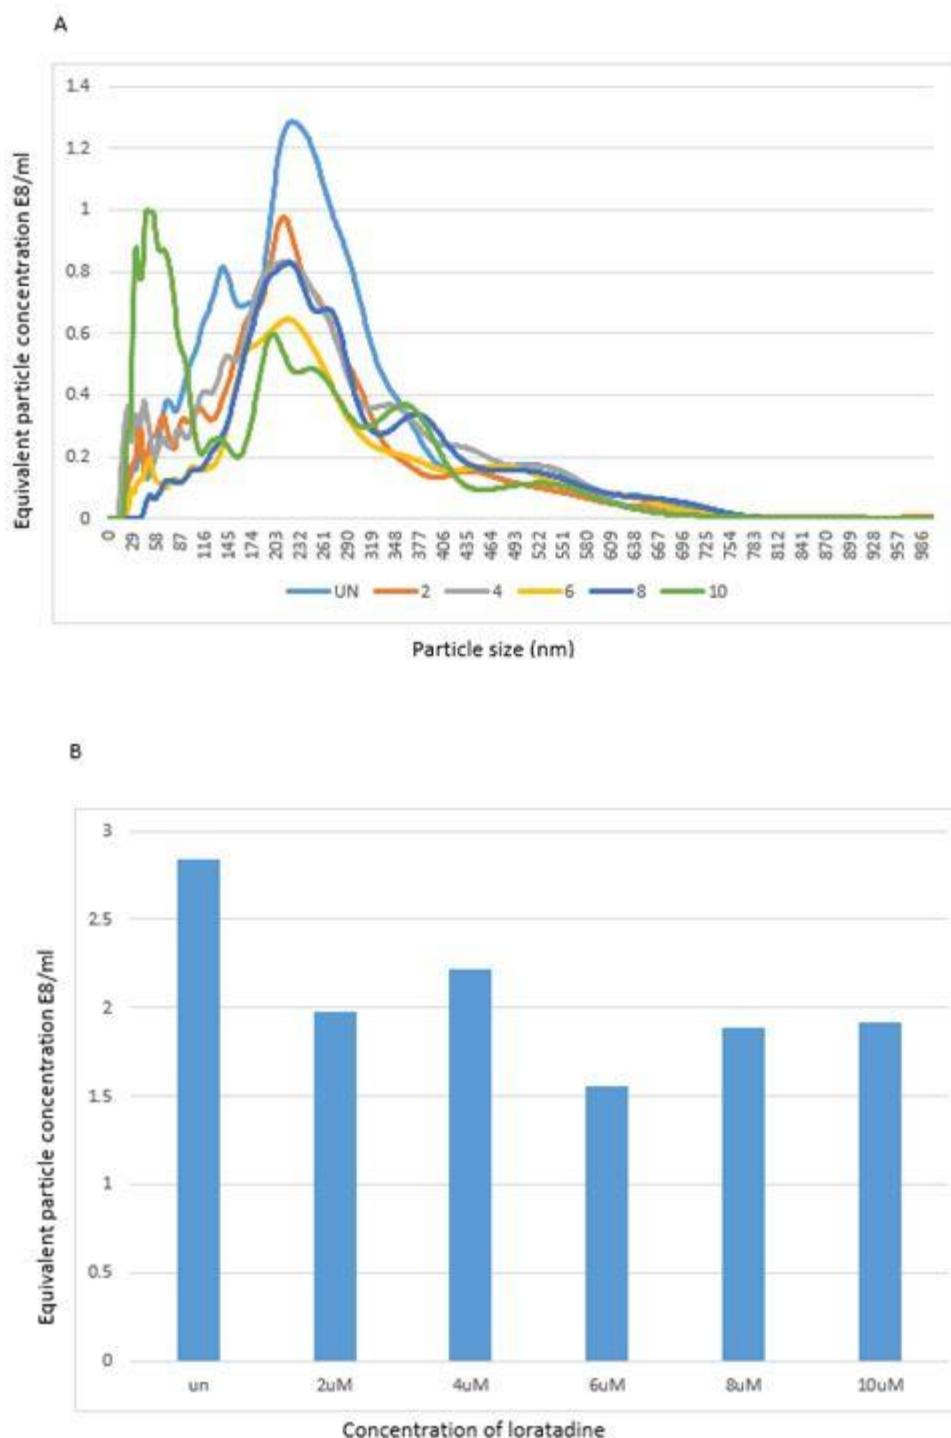 A
Equivalent particle concentration E8/ml
1.4
1.2
1
0.8
0.6
0.4
0.2
0
0 29 58 87 116 145 174 203 232 261 290 319 348 377 406 435 464 493 522 551 580 609 638 667 696 725 754 783 812 841 870 899 928 957 986
UN 2 4 6 8 10
Particle size (nm)
B
Equivalent particle concentration E8/ml
3
2.5
2
1.5
1
0.5
0
un 2uM 4uM 6uM 8uM 10uM
Concentration of loratadine